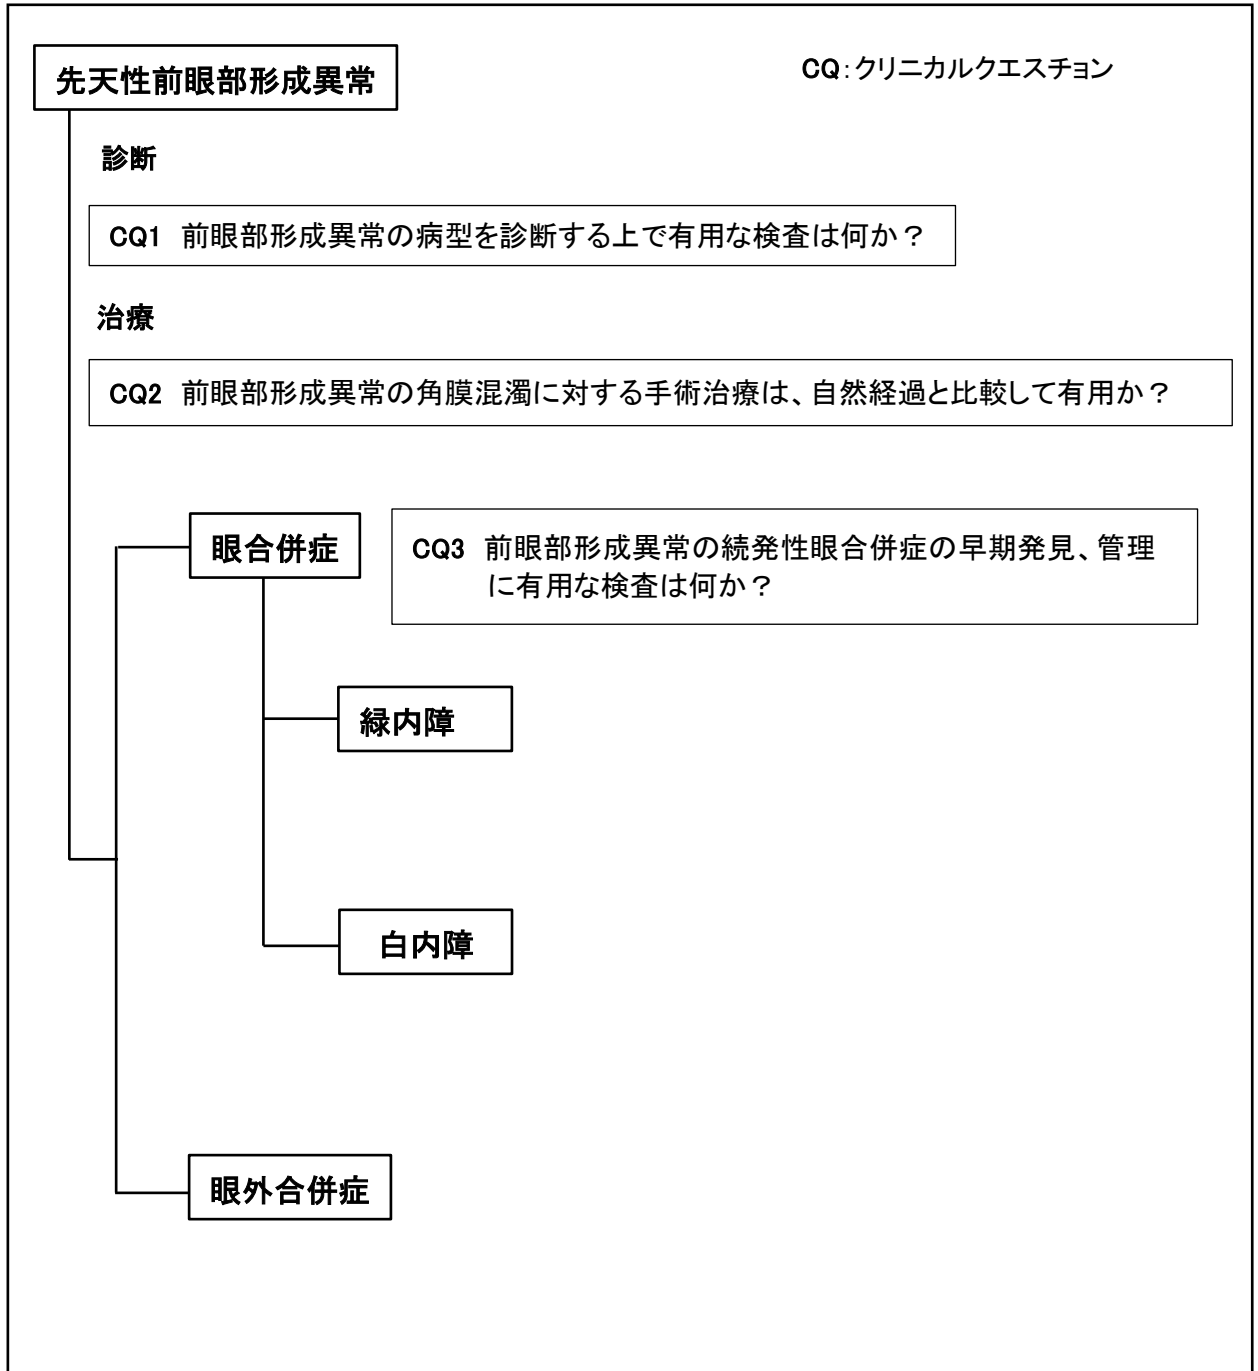 先天性前眼部形成異常
CQ：クリニカルクエスチョン
診断
CQ1 前眼部形成異常の病型を診断する上で有用な検査は何か？
治療
CQ2 前眼部形成異常の角膜混濁に対する手術治療は、自然経過と比較して有用か？
眼合併症
CQ3 前眼部形成異常の続発性眼合併症の早期発見、管理
に有用な検査は何か？
緑内障
白内障
眼外合併症